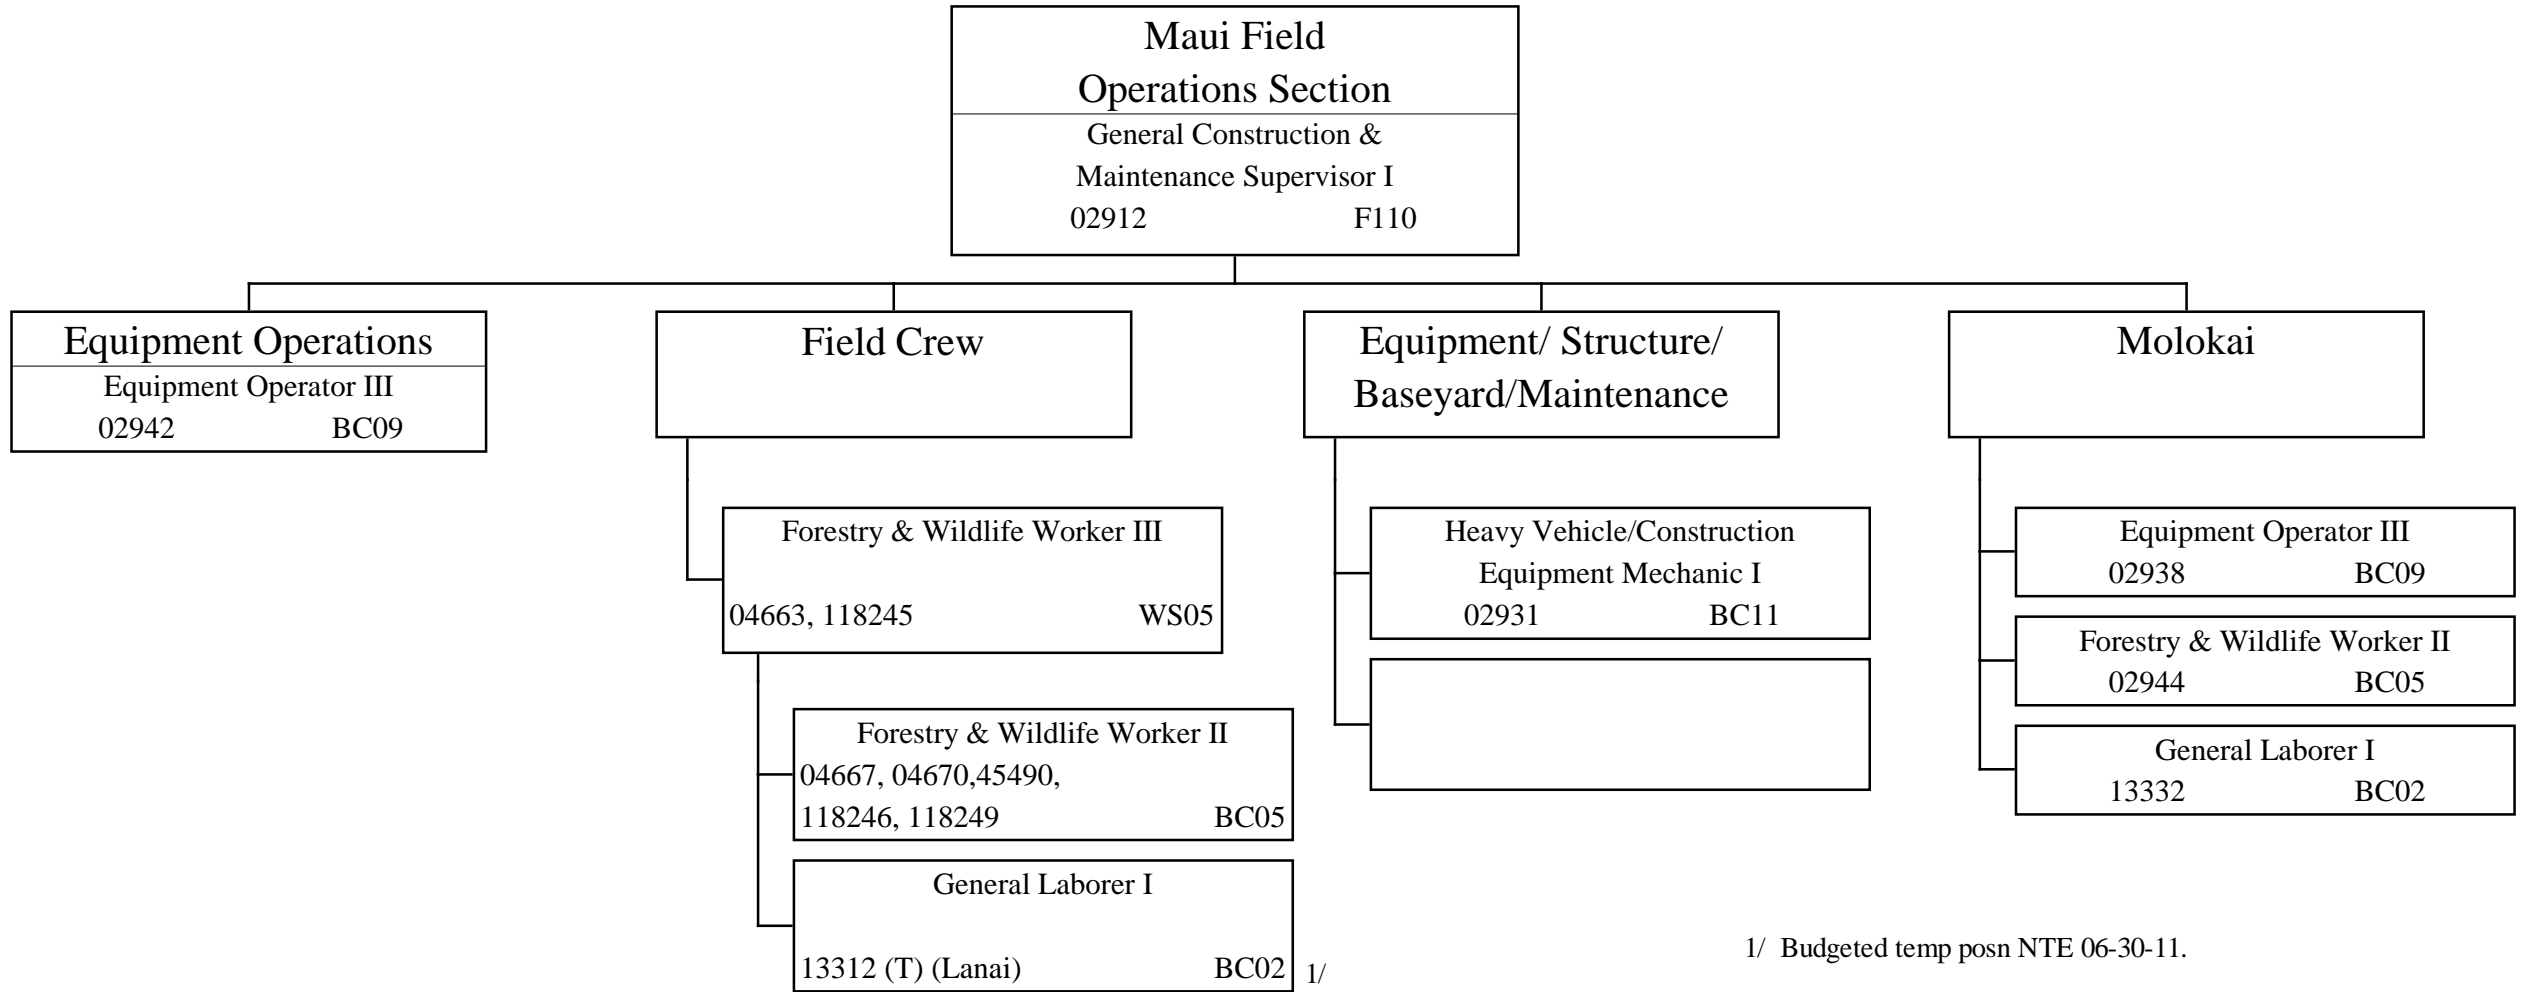 Maui Field
Operations Section
General Construction &
Maintenance Supervisor I
02912 F110
Equipment Operations
Equipment Operator III
02942 BC09
Field Crew
Forestry & Wildlife Worker III
04663, 118245 WS05
Forestry & Wildlife Worker II
04667, 04670,45490,
118246, 118249 BC05
General Laborer I
13312 (T) (Lanai) BC02 1/
Equipment/ Structure/
Baseyard/Maintenance
Heavy Vehicle/Construction
Equipment Mechanic I
02931 BC11
Molokai
Equipment Operator III
02938 BC09
Forestry & Wildlife Worker II
02944 BC05
General Laborer I
13332 BC02
1/ Budgeted temp posn NTE 06-30-11.